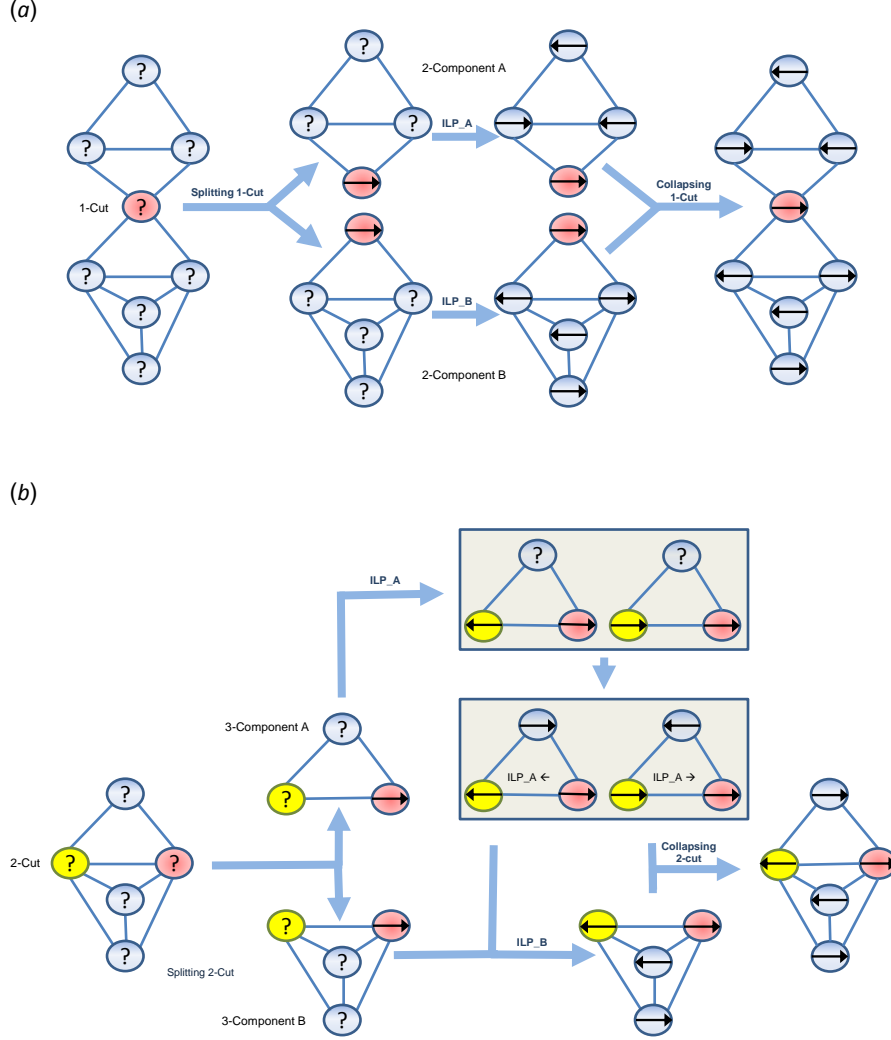 (a)
?
?
?
1-Cut
?
?
?
?
?
Splitting 1-Cut
?
?
?
2-Component A
ILP_A
?
?
?
?
ILP_B
2-Component B
Collapsing
1-Cut
(b)
ILP_A
?
?
3-Component A
?
?
ILP_A ←
ILP_A →
2-Cut
?
?
?
?
?
Splitting 2-Cut
?
?
?
3-Component B
ILP_B
Collapsing
2-cut